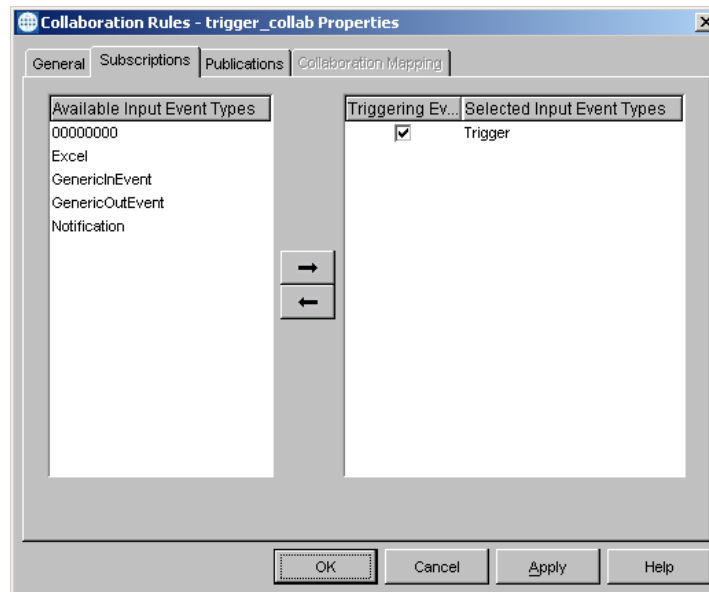 Collaboration Rules - trigger_collab Properties
General Subscriptions Publications Collaboration Mapping
Available Input Event Types
00000000
Excel
GenericInEvent
GenericOutEvent
Notification
Triggering Ev... Selected Input Event Types
Trigger
OK Cancel Apply Help